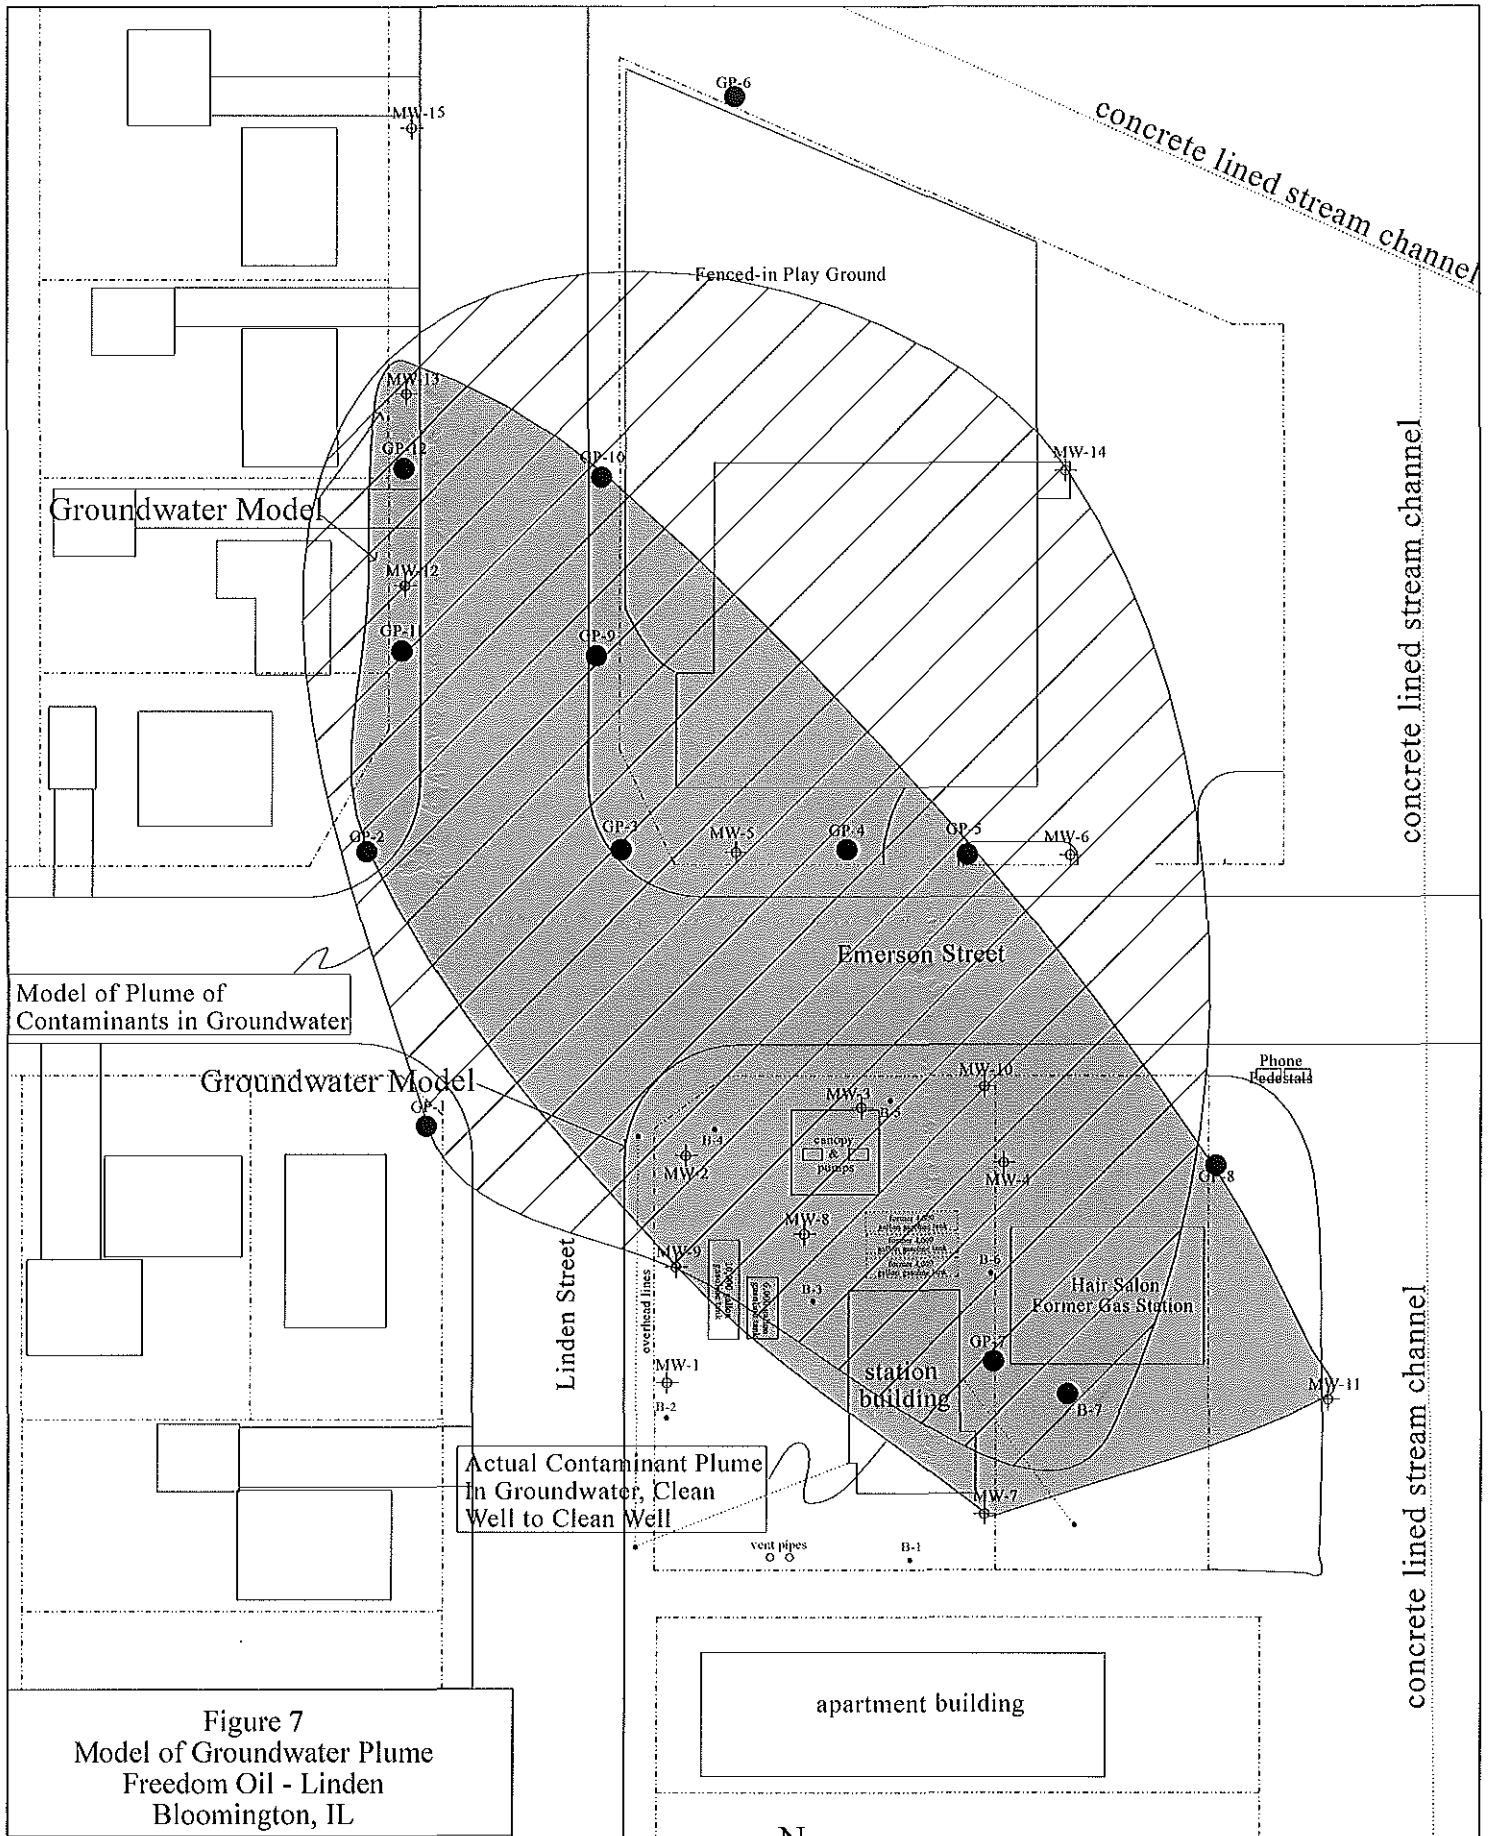 GP-6
concrete lined stream channel
MW-15
Fenced-in Play Ground
MW-13
GP-12
GP-10
MW-14
Groundwater Model
concrete lined stream channel
MW-12
GP-1
GP-9
GP-2
GP-3
MW-5
GP-4
GP-5
MW-6
Emerson Street
Model of Plume of
Contaminants in Groundwater
Groundwater Model
GP-1
Phone
Pedestals
MW-10
MW-3
B-5
B-4
canopy
&
pumps
MW-2
MW-4
GP-8
MW-8
MW-9
B-6
B-3
Hair Salon
Former Gas Station
Linden Street
overhead lines
GP-7
MW-1
station
building
B-7
MW-11
B-2
concrete lined stream channel
Actual Contaminant Plume
In Groundwater, Clean
Well to Clean Well
MW-7
vent pipes
B-1
apartment building
Figure 7
Model of Groundwater Plume
Freedom Oil - Linden
Bloomington, IL
N